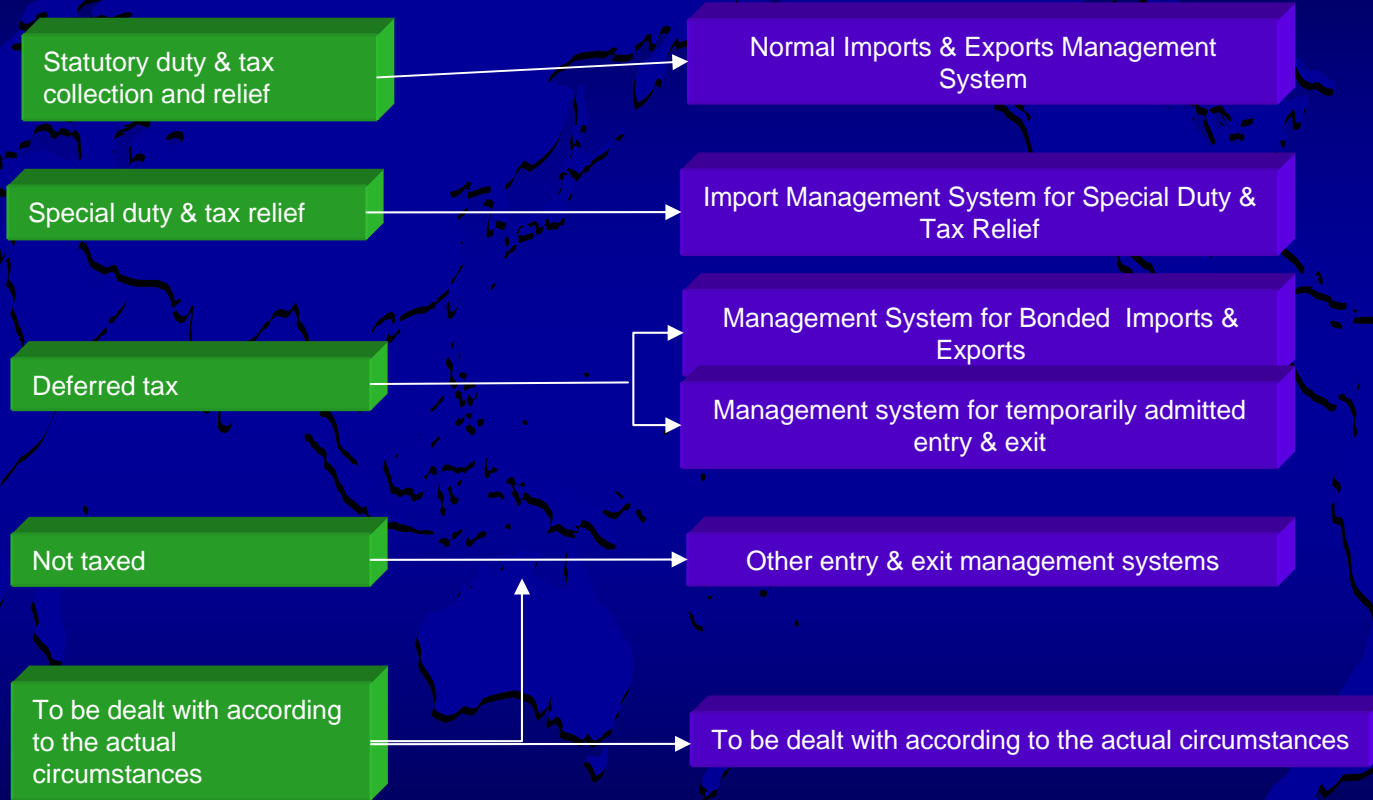 Statutory duty & tax
collection and relief
Normal Imports & Exports Management
System
Special duty & tax relief
Import Management System for Special Duty &
Tax Relief
Deferred tax
Management System for Bonded Imports &
Exports
Management system for temporarily admitted
entry & exit
Not taxed
Other entry & exit management systems
To be dealt with according
to the actual
circumstances
To be dealt with according to the actual circumstances